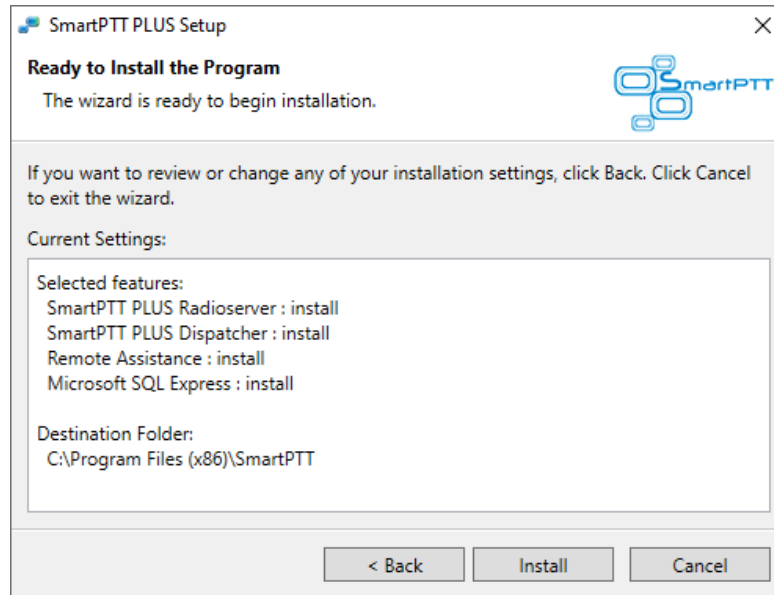 SmartPTT PLUS Setup
Ready to Install the Program
The wizard is ready to begin installation.
SmartPTT
If you want to review or change any of your installation settings, click Back. Click Cancel
to exit the wizard.
Current Settings:
Selected features:
SmartPTT PLUS Radioserver : install
SmartPTT PLUS Dispatcher : install
Remote Assistance : install
Microsoft SQL Express : install
Destination Folder:
C:\Program Files (x86)\SmartPTT
< Back
Install
Cancel